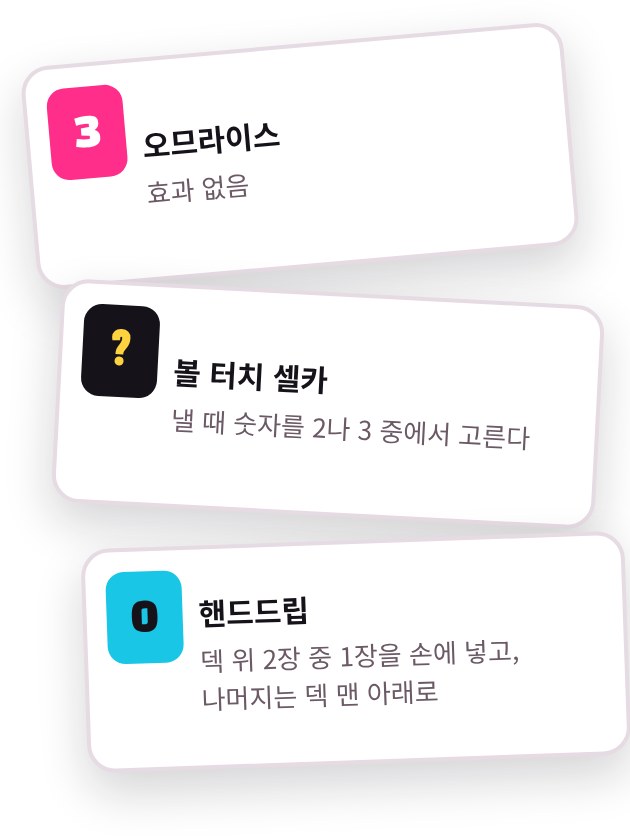 3
오므라이스
효과 없음
?
볼 터치 셀카
낼 때 숫자를 2나 3 중에서 고른다
0
핸드드립
덱 위 2장 중 1장을 손에 넣고,
나머지는 덱 맨 아래로